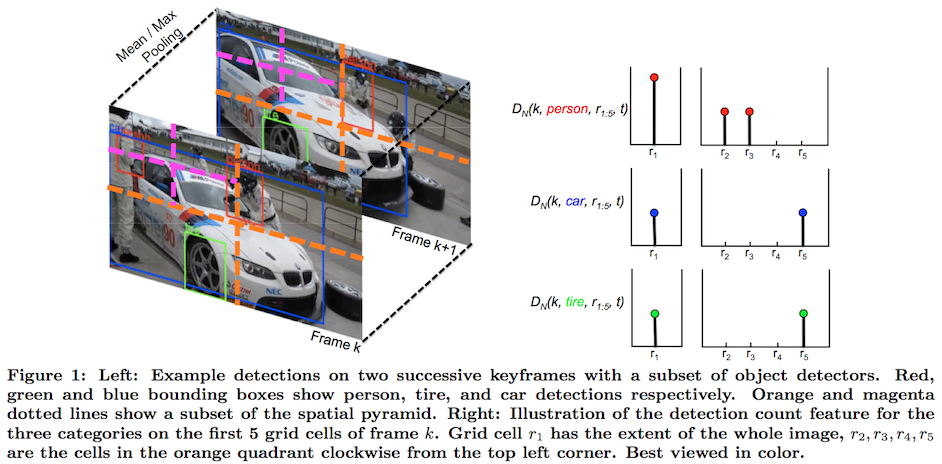 Mean / Max
Pooling
car
person
person
tire
90
NEC
Frame k+1
Frame k
D_N(k, person, r_{1:5}, t)
r_1
r_2 r_3 r_4 r_5
D_N(k, car, r_{1:5}, t)
r_1
r_2 r_3 r_4 r_5
D_N(k, tire, r_{1:5}, t)
r_1
r_2 r_3 r_4 r_5
Figure 1: Left: Example detections on two successive keyframes with a subset of object detectors. Red,
green and blue bounding boxes show person, tire, and car detections respectively. Orange and magenta
dotted lines show a subset of the spatial pyramid. Right: Illustration of the detection count feature for the
three categories on the first 5 grid cells of frame k. Grid cell r_1 has the extent of the whole image, r_2, r_3, r_4, r_5
are the cells in the orange quadrant clockwise from the top left corner. Best viewed in color.